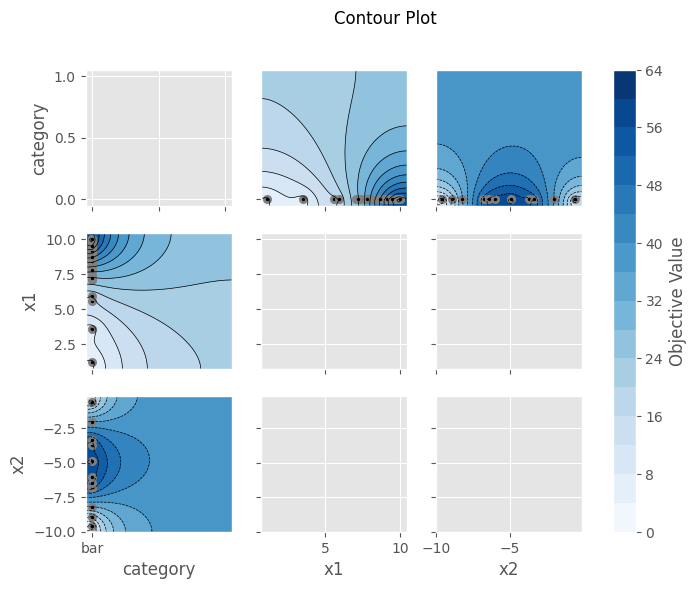 Contour Plot
1.0
0.5
0.0
category
10.0
7.5
5.0
2.5
x1
−2.5
−5.0
−7.5
−10.0
x2
bar
category
5
10
x1
−10
−5
x2
64
56
48
40
32
24
16
8
0
Objective Value